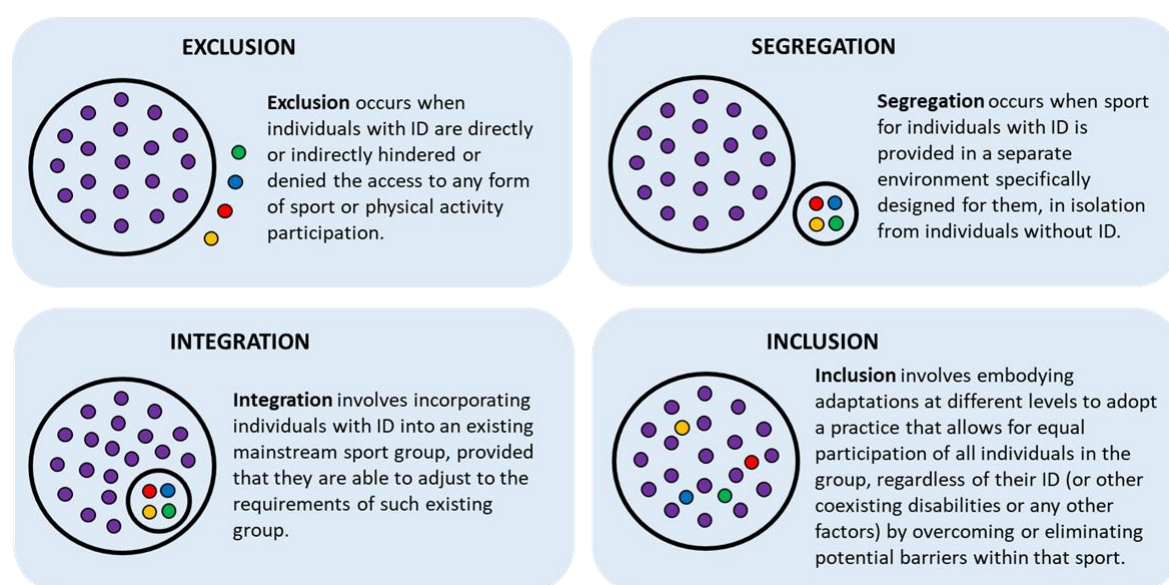 EXCLUSION
Exclusion occurs when
individuals with ID are directly
or indirectly hindered or
denied the access to any form
of sport or physical activity
participation.
SEGREGATION
Segregation occurs when sport
for individuals with ID is
provided in a separate
environment specifically
designed for them, in isolation
from individuals without ID.
INTEGRATION
Integration involves incorporating
individuals with ID into an existing
mainstream sport group, provided
that they are able to adjust to the
requirements of such existing
group.
INCLUSION
Inclusion involves embodying
adaptations at different levels to adopt
a practice that allows for equal
participation of all individuals in the
group, regardless of their ID (or other
coexisting disabilities or any other
factors) by overcoming or eliminating
potential barriers within that sport.